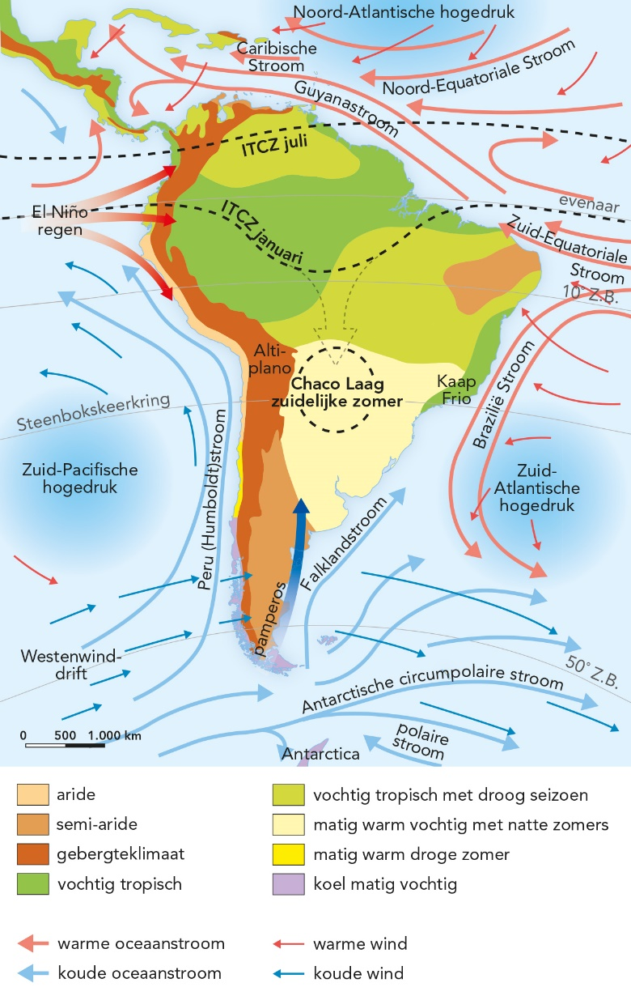 Noord-Atlantische hogedruk
Caribische
Stroom
Noord-Equatoriale Stroom
Guyanastroom
ITCZ juli
evenaar
El Niño
regen
ITCZ januari
Zuid-Equatoriale
Stroom
10° Z.B.
Alti-
plano
Chaco Laag
zuidelijke zomer
Kaap
Frio
Brazilië Stroom
Steenbokskeerkring
Peru (Humboldt)stroom
Zuid-Pacifische
hogedruk
Zuid-
Atlantische
hogedruk
Falklandstroom
pamperos
Westenwind-
drift
50° Z.B.
Antarctische circumpolaire stroom
polaire
stroom
Antarctica
0 500 1.000 km
aride
semi-aride
gebergteklimaat
vochtig tropisch
vochtig tropisch met droog seizoen
matig warm vochtig met natte zomers
matig warm droge zomer
koel matig vochtig
warme oceaanstroom
koude oceaanstroom
warme wind
koude wind